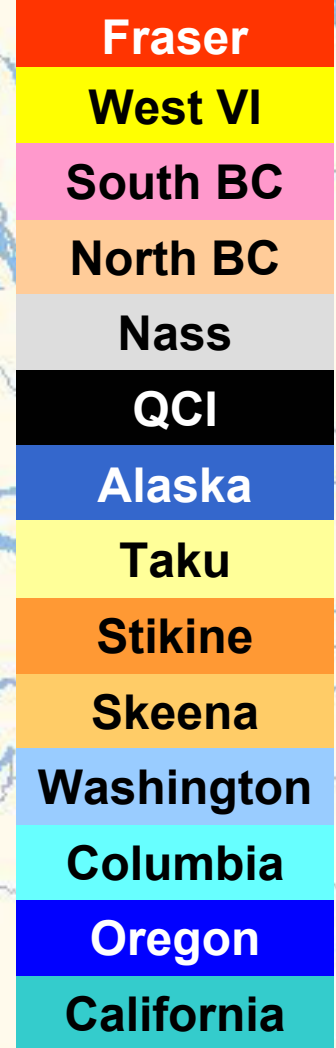 Fraser
West VI
South BC
North BC
Nass
QCI
Alaska
Taku
Stikine
Skeena
Washington
Columbia
Oregon
California